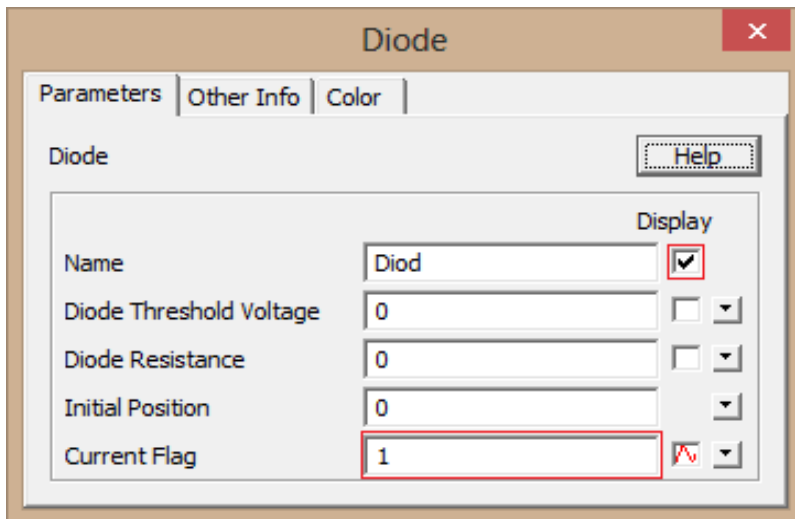 Diode
Parameters Other Info Color
Diode Help
Display
Name Diod
Diode Threshold Voltage 0
Diode Resistance 0
Initial Position 0
Current Flag 1